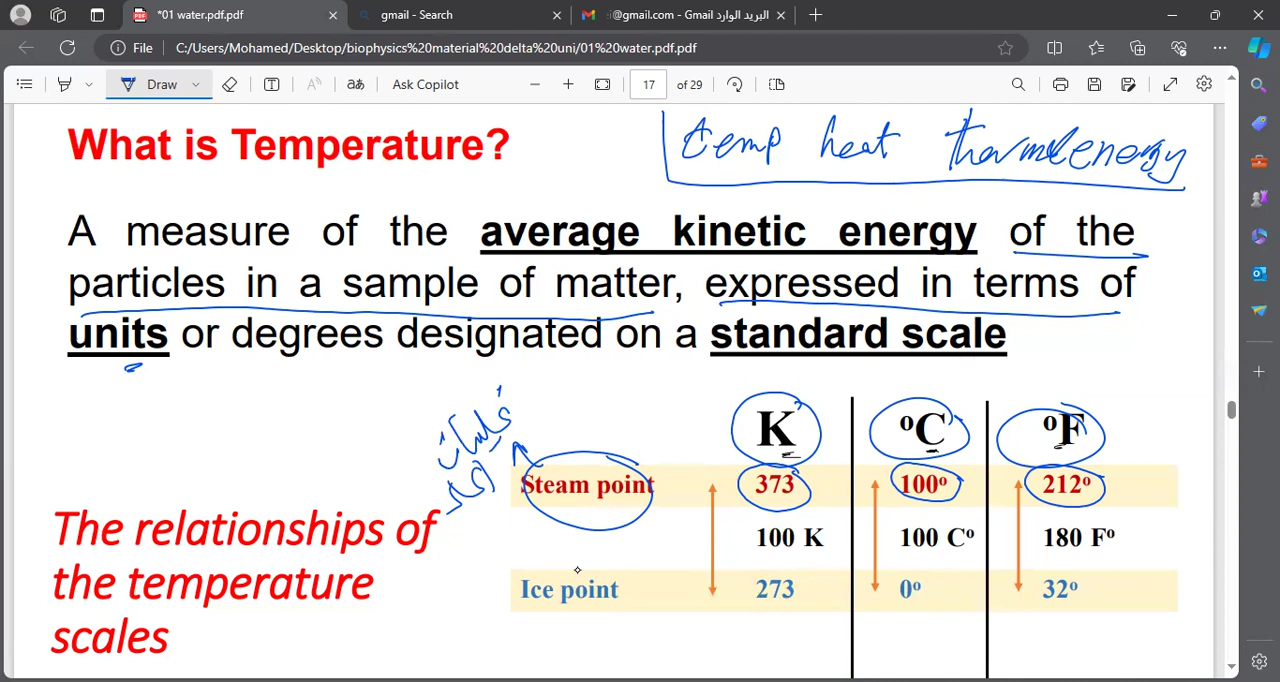 *01 water.pdf.pdf
gmail - Search
i@gmail.com - Gmail البريد الوارد
File C:/Users/Mohamed/Desktop/biophysics%20material%20delta%20uni/01%20water.pdf.pdf
Draw
aあ
Ask Copilot
17 of 29
What is Temperature?
temp heat thermal energy
A measure of the average kinetic energy of the
particles in a sample of matter, expressed in terms of
units or degrees designated on a standard scale
K °C °F
Steam point 373 100° 212°
100 K 100 C° 180 F°
Ice point 273 0° 32°
The relationships of
the temperature
scales